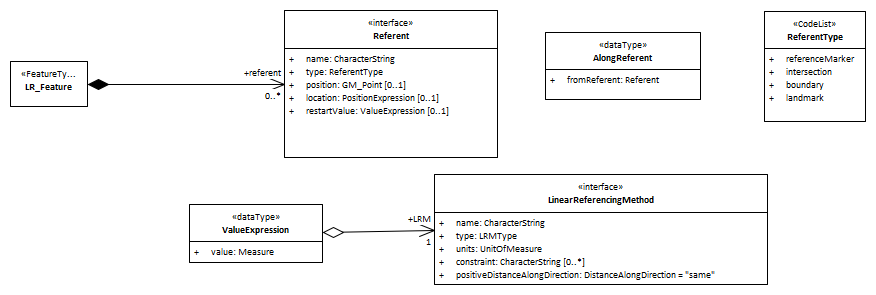 «FeatureTy...
LR_Feature
+referent
0..*
«interface»
Referent
+ name: CharacterString
+ type: ReferentType
+ position: GM_Point [0..1]
+ location: PositionExpression [0..1]
+ restartValue: ValueExpression [0..1]
«dataType»
AlongReferent
+ fromReferent: Referent
«CodeList»
ReferentType
+ referenceMarker
+ intersection
+ boundary
+ landmark
«dataType»
ValueExpression
+ value: Measure
+LRM
1
«interface»
LinearReferencingMethod
+ name: CharacterString
+ type: LRMType
+ units: UnitOfMeasure
+ constraint: CharacterString [0..*]
+ positiveDistanceAlongDirection: DistanceAlongDirection = "same"